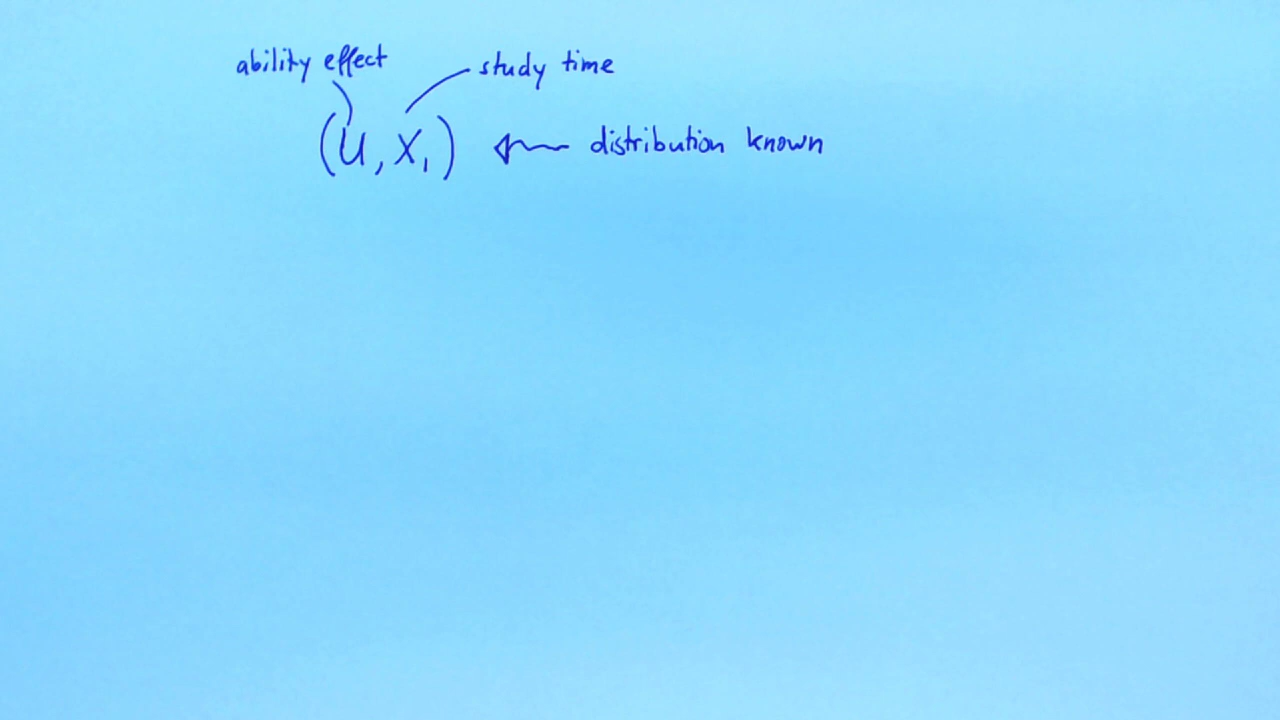 ability effect study time
(U, X₁) ← distribution known